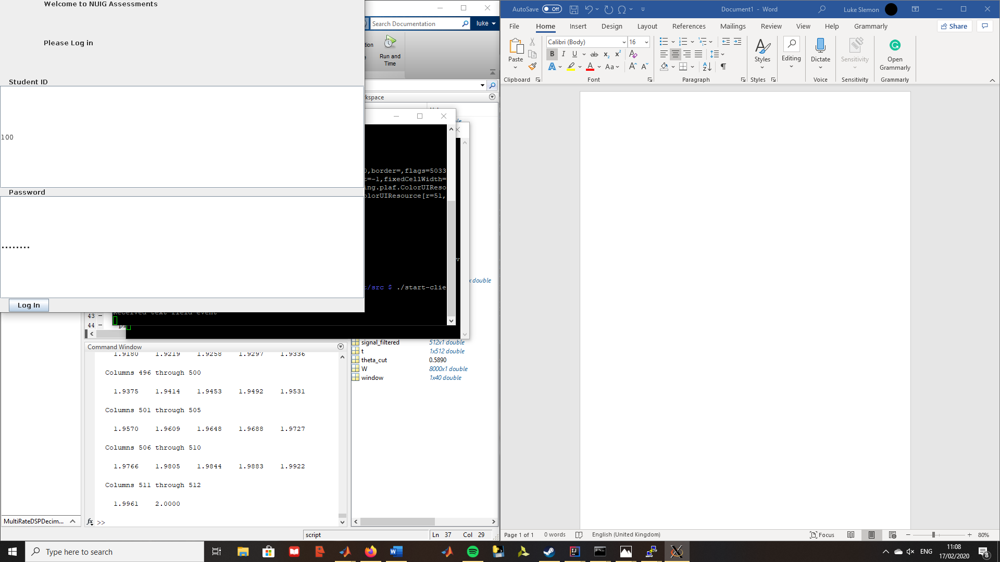 Welcome to NUIG Assessments
Please Log in
Student ID
100
Password
Log In
Search Documentation
luke
Run and
Time
kspace
,border=,flags=5033
t=-1,fixedCellWidth=
ing.plaf.ColorUIReso
olorUIResource[r=51,
t/src $ ./start-clie
Received text field event
x double
43
44
Command Window
1.9180 1.9219 1.9258 1.9297 1.9336
Columns 496 through 500
1.9375 1.9414 1.9453 1.9492 1.9531
Columns 501 through 505
1.9570 1.9609 1.9648 1.9688 1.9727
Columns 506 through 510
1.9766 1.9805 1.9844 1.9883 1.9922
Columns 511 through 512
1.9961 2.0000
fx >>
signal_filtered 512x1 double
t 1x512 double
theta_cut 0.5890
W 8000x1 double
window 1x40 double
MultiRateDSPDecim...
script
Ln 37 Col 29
AutoSave Off
Document1 - Word
Luke Slemon
File Home Insert Design Layout References Mailings Review View Help Grammarly
Share
Paste
Clipboard
Calibri (Body) 16
B I U ab x₂ x²
A A Aa A A
Font
Paragraph
Styles
Styles
Editing
Dictate
Voice
Sensitivity
Sensitivity
Open
Grammarly
Grammarly
Page 1 of 1 0 words English (United Kingdom)
Focus
80%
Type here to search
ENG
11:08
17/02/2020
8